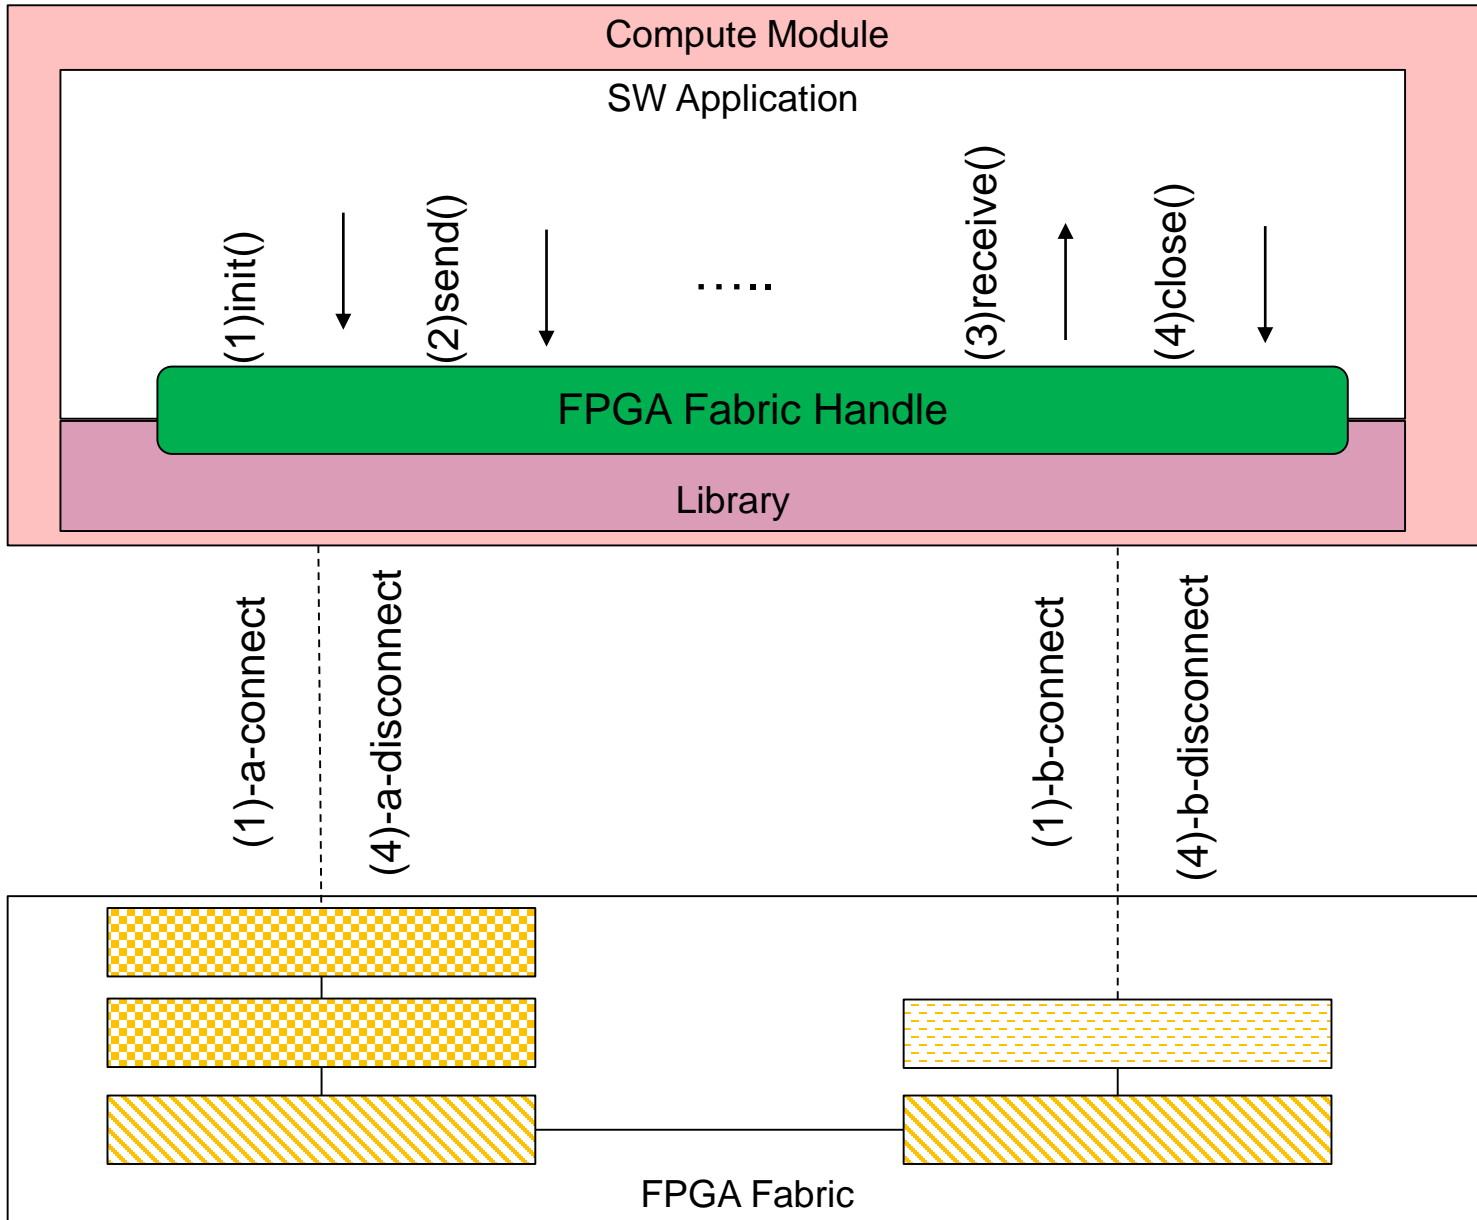 Compute Module
SW Application
(1)init()
(2)send()
.....
(3)receive()
(4)close()
FPGA Fabric Handle
Library
(1)-a-connect
(4)-a-disconnect
(1)-b-connect
(4)-b-disconnect
FPGA Fabric